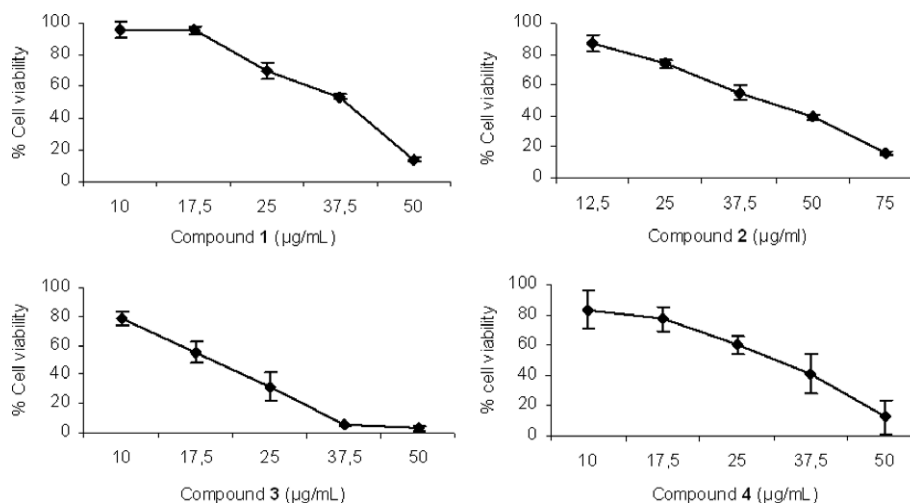 % Cell viability
100
80
60
40
20
0
10 17,5 25 37,5 50
Compound 1 (µg/mL)
% Cell viability
100
80
60
40
20
0
12,5 25 37,5 50 75
Compound 2 (µg/ml)
% Cell viability
100
80
60
40
20
0
10 17,5 25 37,5 50
Compound 3 (µg/mL)
% cell viability
100
80
60
40
20
0
10 17,5 25 37,5 50
Compound 4 (µg/mL)